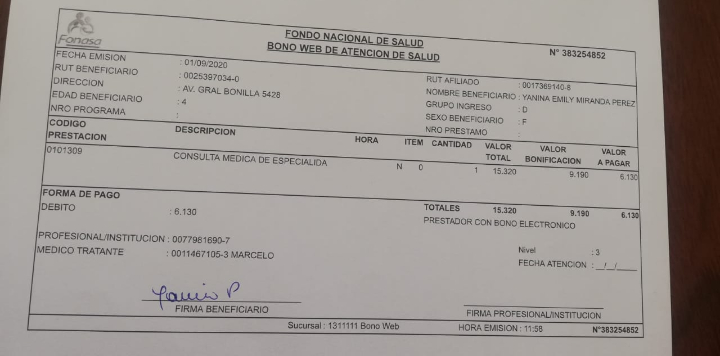 Fonasa
FONDO NACIONAL DE SALUD
BONO WEB DE ATENCION DE SALUD
N° 383254852
FECHA EMISION : 01/09/2020
RUT BENEFICIARIO : 0025397034-0
DIRECCION : AV. GRAL BONILLA 5428
EDAD BENEFICIARIO : 4
NRO PROGRAMA :
RUT AFILIADO : 0017369140-8
NOMBRE BENEFICIARIO : YANINA EMILY MIRANDA PEREZ
GRUPO INGRESO : D
SEXO BENEFICIARIO : F
NRO PRESTAMO :
CODIGO PRESTACION DESCRIPCION HORA ITEM CANTIDAD VALOR TOTAL VALOR BONIFICACION VALOR A PAGAR
0101309 CONSULTA MEDICA DE ESPECIALIDA N 0 1 15.320 9.190 6.130
FORMA DE PAGO
TOTALES 15.320 9.190 6.130
DEBITO : 6.130
PRESTADOR CON BONO ELECTRONICO
PROFESIONAL/INSTITUCION : 0077981690-7
MEDICO TRATANTE : 0011467105-3 MARCELO
Nivel : 3
FECHA ATENCION : __/__/____
FIRMA BENEFICIARIO
FIRMA PROFESIONAL/INSTITUCION
Sucursal : 1311111 Bono Web HORA EMISION : 11:58 N°383254852